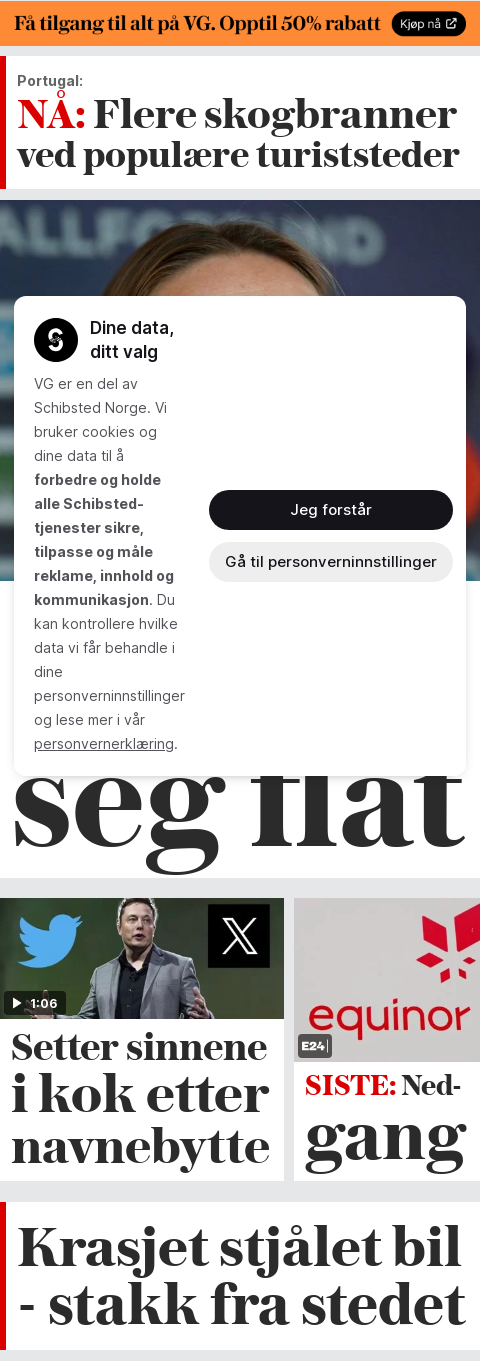 Få tilgang til alt på VG. Opptil 50% rabatt
Kjøp nå
Portugal:
NÅ: Flere skogbranner
ved populære turiststeder
Dine data,
ditt valg
VG er en del av
Schibsted Norge. Vi
bruker cookies og
dine data til å
forbedre og holde
alle Schibsted-
tjenester sikre,
tilpasse og måle
reklame, innhold og
kommunikasjon. Du
kan kontrollere hvilke
data vi får behandle i
dine
personverninnstillinger
og lese mer i vår
personvernerklæring.
Jeg forstår
Gå til personverninnstillinger
seg flat
1:06
Setter sinnene
i kok etter
navnebytte
equinor
E24
SISTE: Ned-
gang
Krasjet stjålet bil
- stakk fra stedet